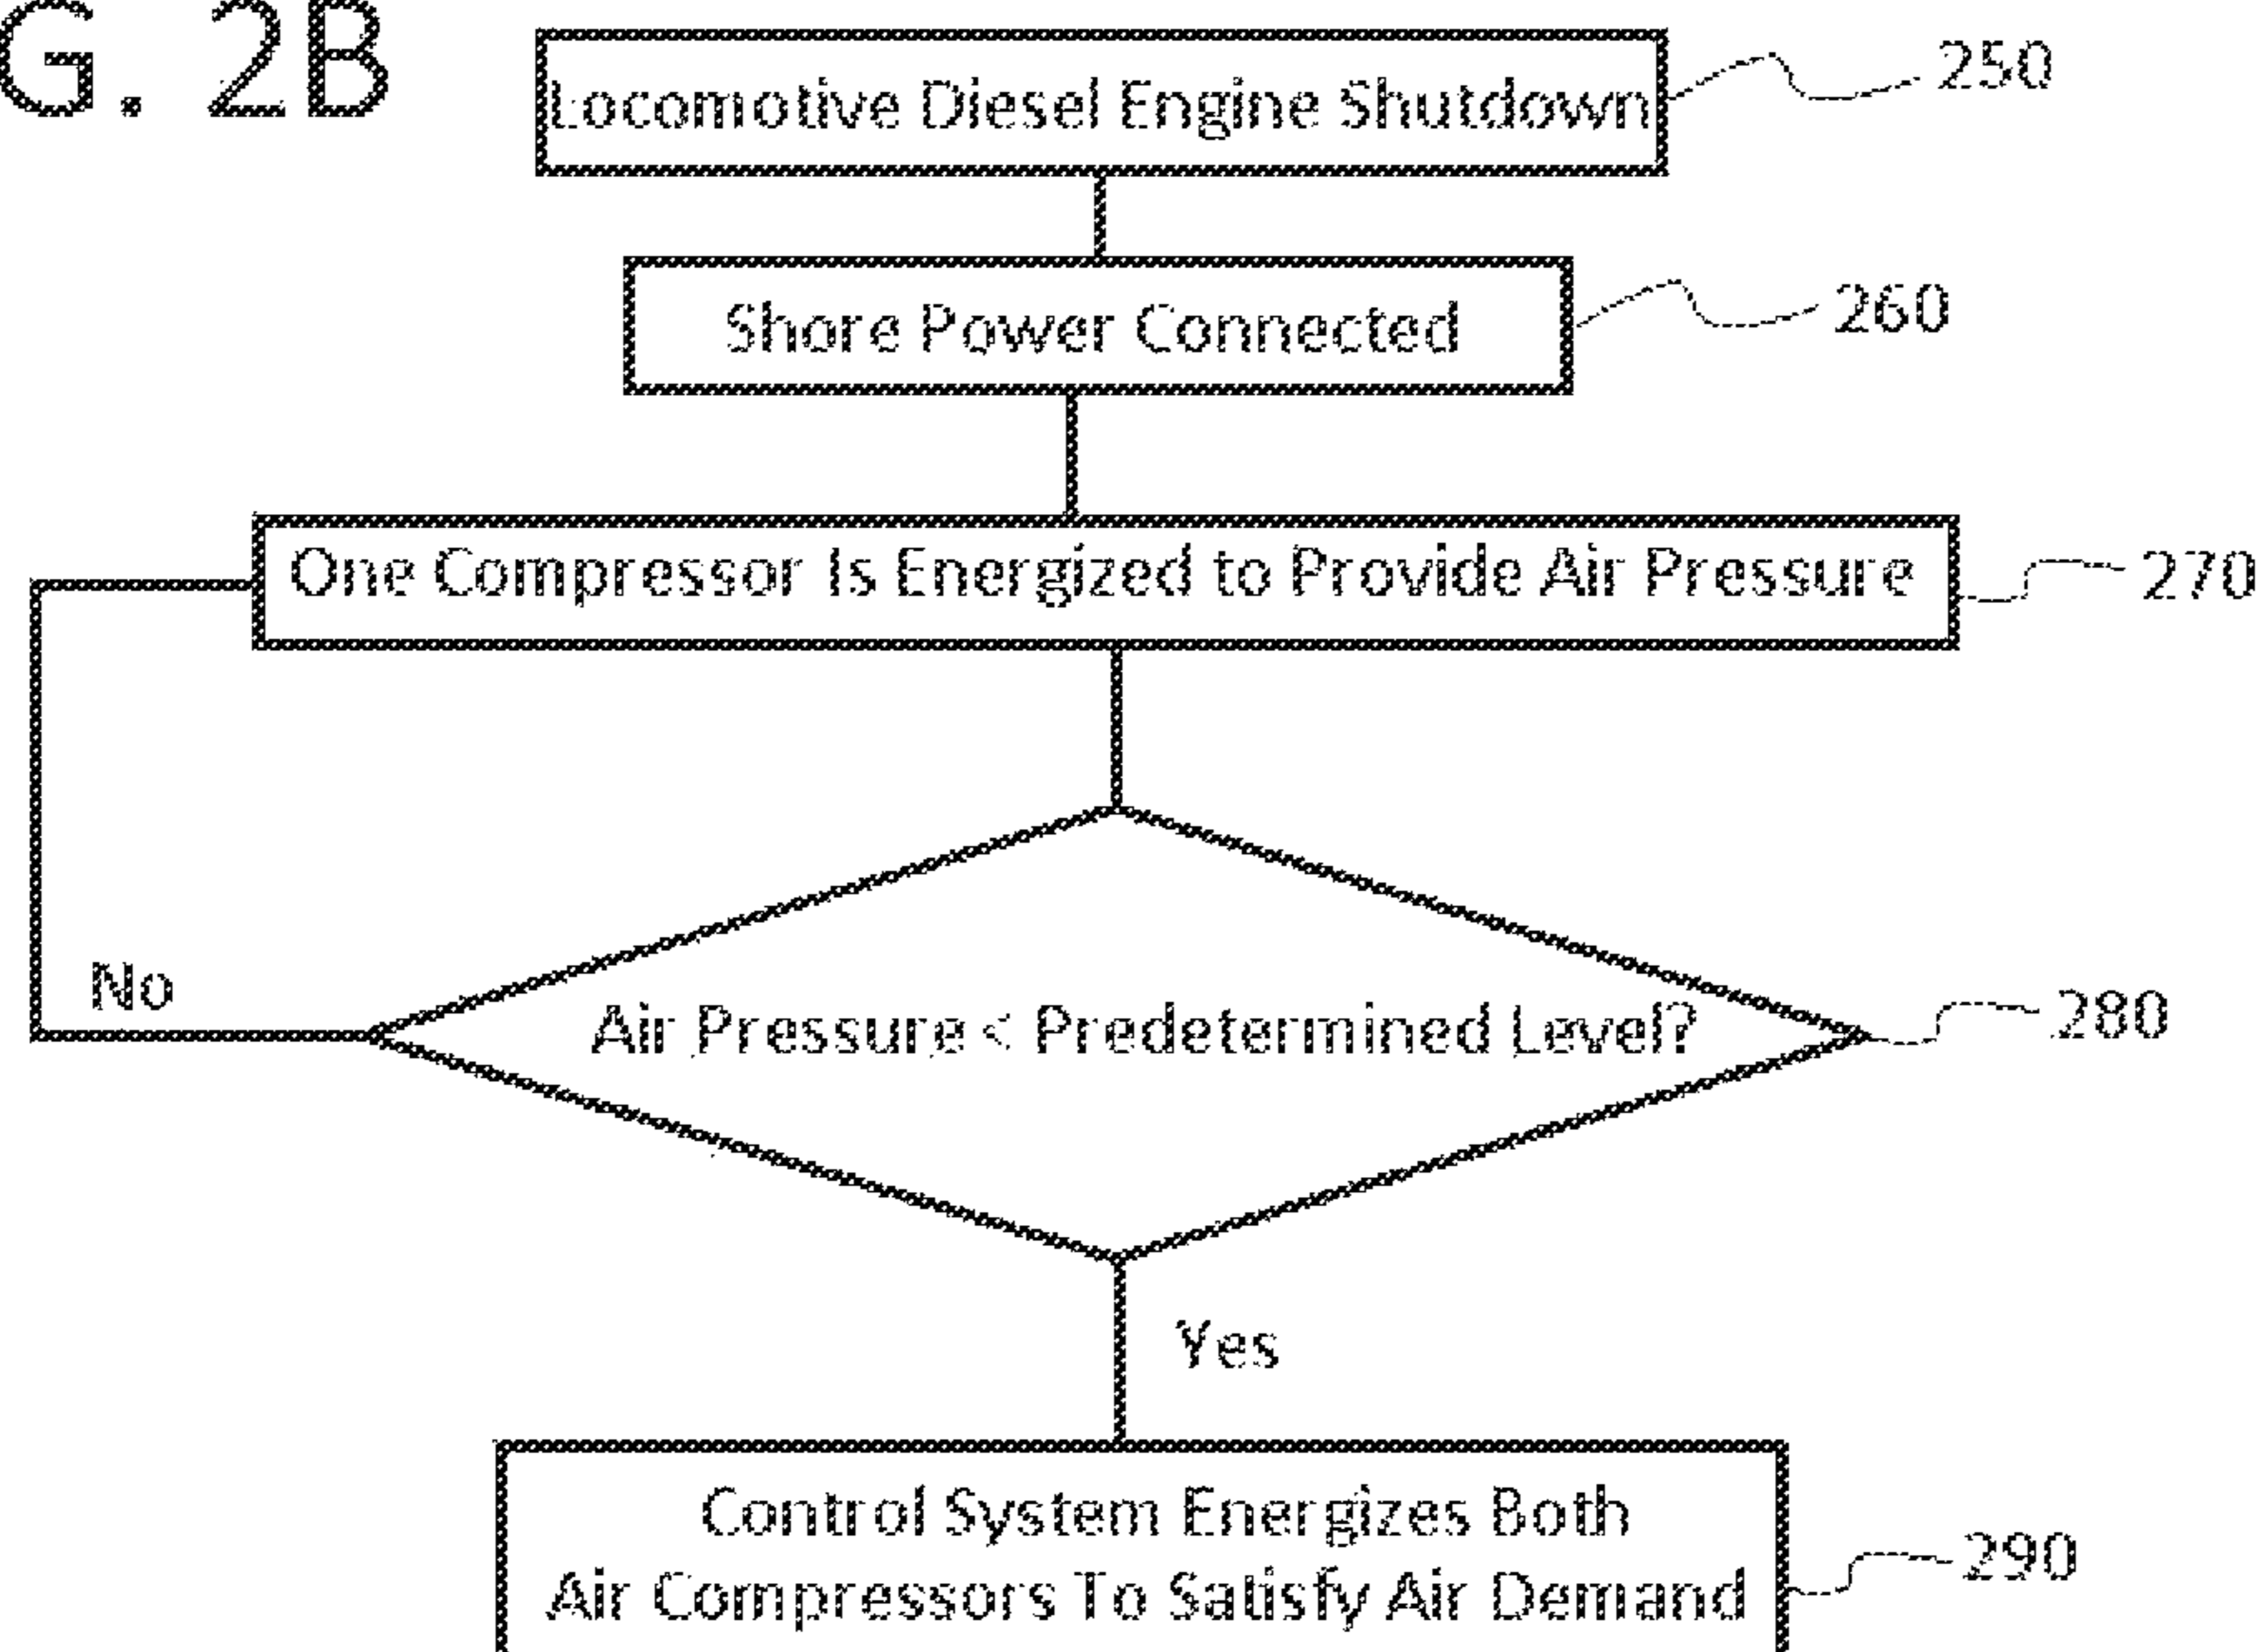 G. 2B
Locomotive Diesel Engine Shutdown
250
Shore Power Connected
260
One Compressor Is Energized to Provide Air Pressure
270
No
Air Pressure < Predetermined Level?
280
Yes
Control System Energizes Both
Air Compressors To Satisfy Air Demand
290